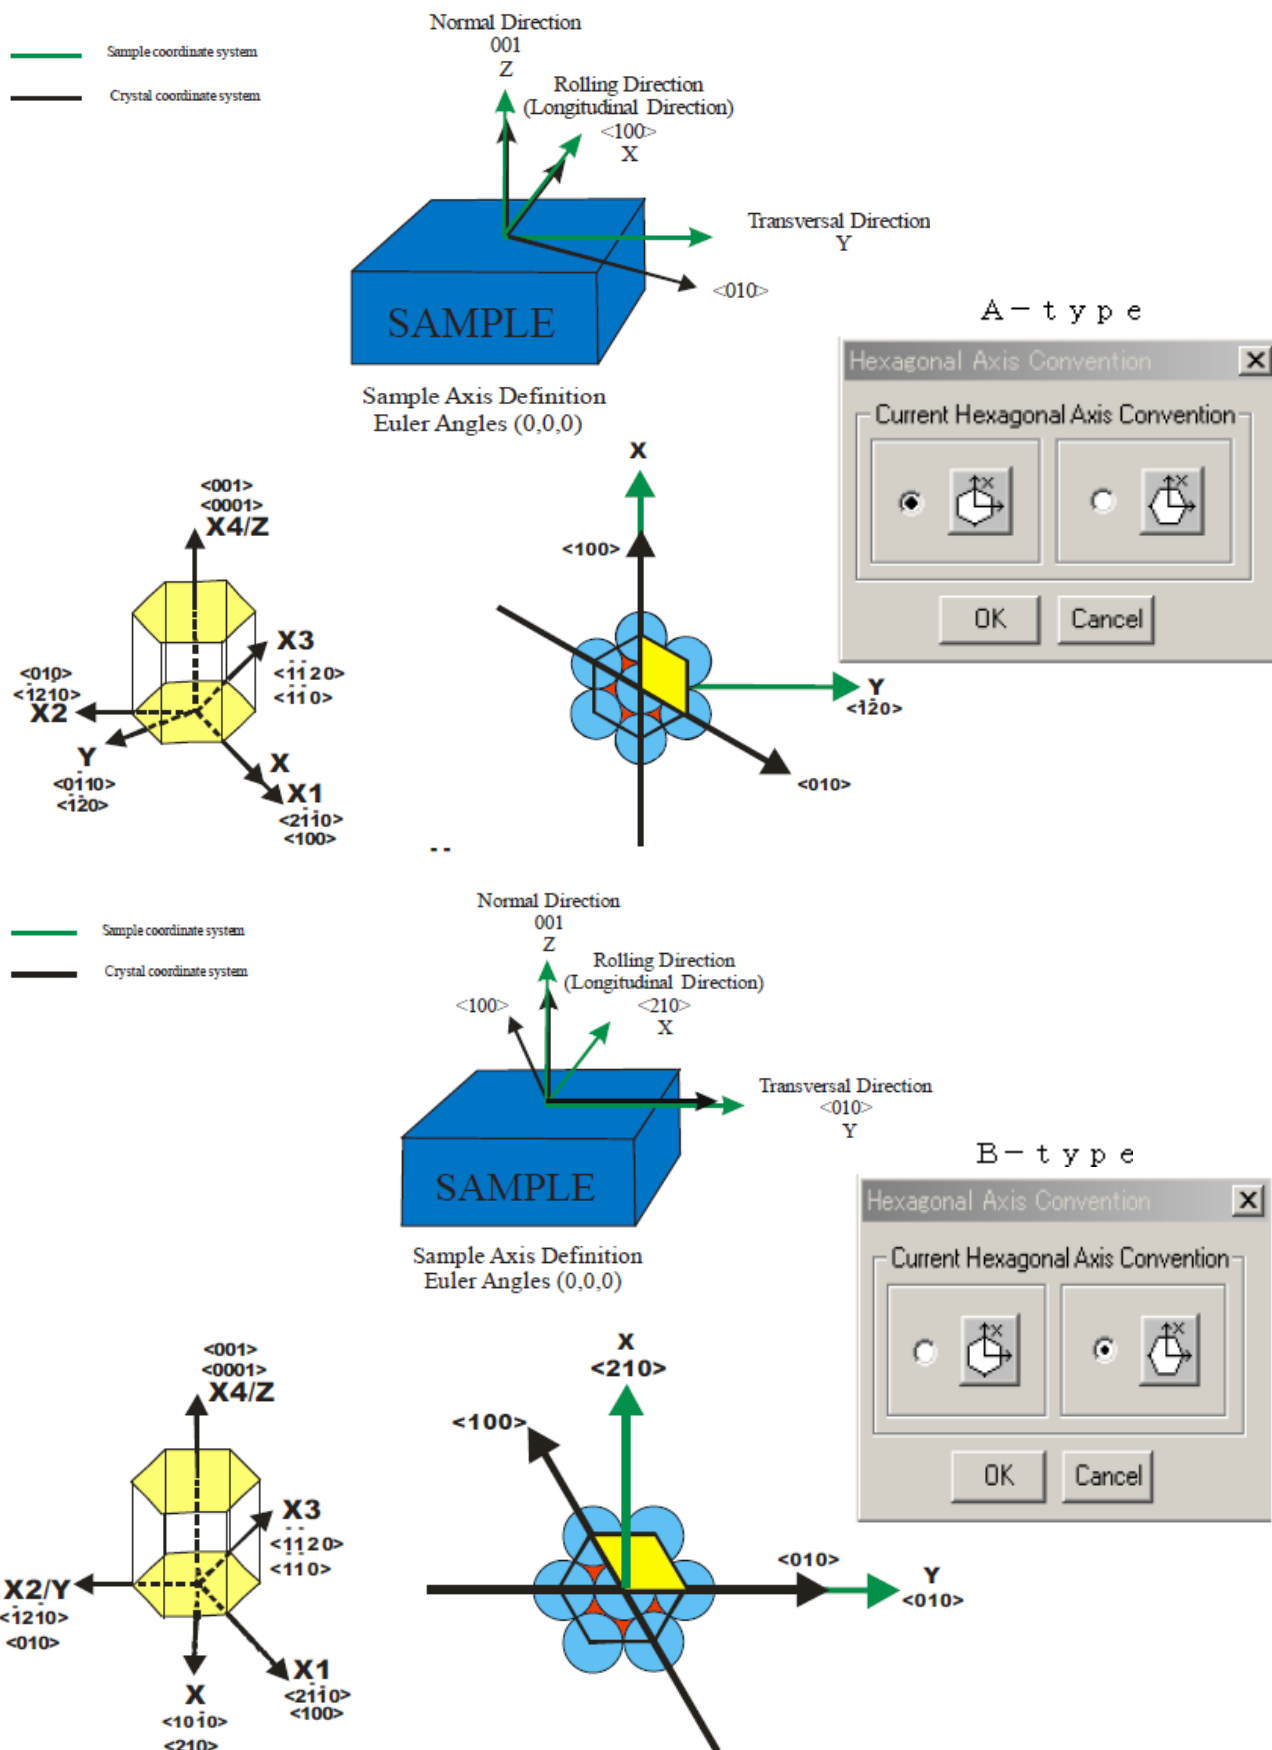 Normal Direction
001
Z
Sample coordinate system
Crystal coordinate system
Rolling Direction
(Longitudinal Direction)
<100>
X
Transversal Direction
Y
<010>
SAMPLE
Sample Axis Definition
Euler Angles (0,0,0)
A-type
Hexagonal Axis Convention
Current Hexagonal Axis Convention
X
X
OK
Cancel
<001>
<0001>
X4/Z
X3
<1̄1̄20>
<1̄1̄0>
<010>
<1̄21̄0>
X2
Y
<01̄10>
<1̄2̄0>
X
X1
<21̄1̄0>
<100>
X
<100>
Y
<1̄2̄0>
<010>
--
Normal Direction
001
Z
Sample coordinate system
Crystal coordinate system
Rolling Direction
(Longitudinal Direction)
<210>
X
<100>
Transversal Direction
<010>
Y
SAMPLE
Sample Axis Definition
Euler Angles (0,0,0)
B-type
Hexagonal Axis Convention
Current Hexagonal Axis Convention
X
X
OK
Cancel
<001>
<0001>
X4/Z
X3
<1̄1̄20>
<1̄1̄0>
X2/Y
<1̄21̄0>
<010>
X1
<21̄1̄0>
<100>
X
<101̄0>
<210>
X
<210>
<100>
<010>
Y
<010>